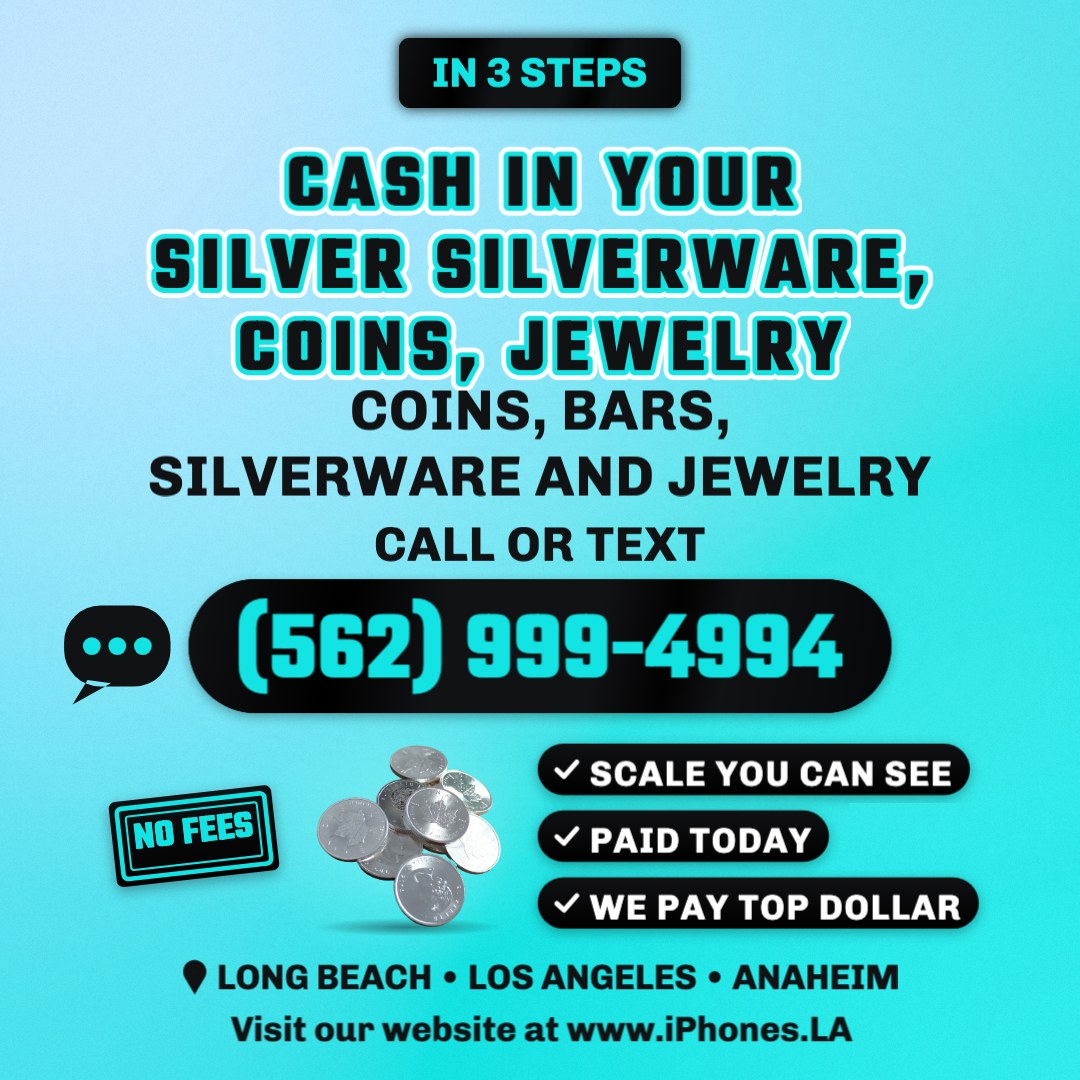 IN 3 STEPS
CASH IN YOUR
SILVER SILVERWARE,
COINS, JEWELRY
COINS, BARS,
SILVERWARE AND JEWELRY
CALL OR TEXT
(562) 999-4994
NO FEES
SCALE YOU CAN SEE
PAID TODAY
WE PAY TOP DOLLAR
LONG BEACH • LOS ANGELES • ANAHEIM
Visit our website at www.iPhones.LA